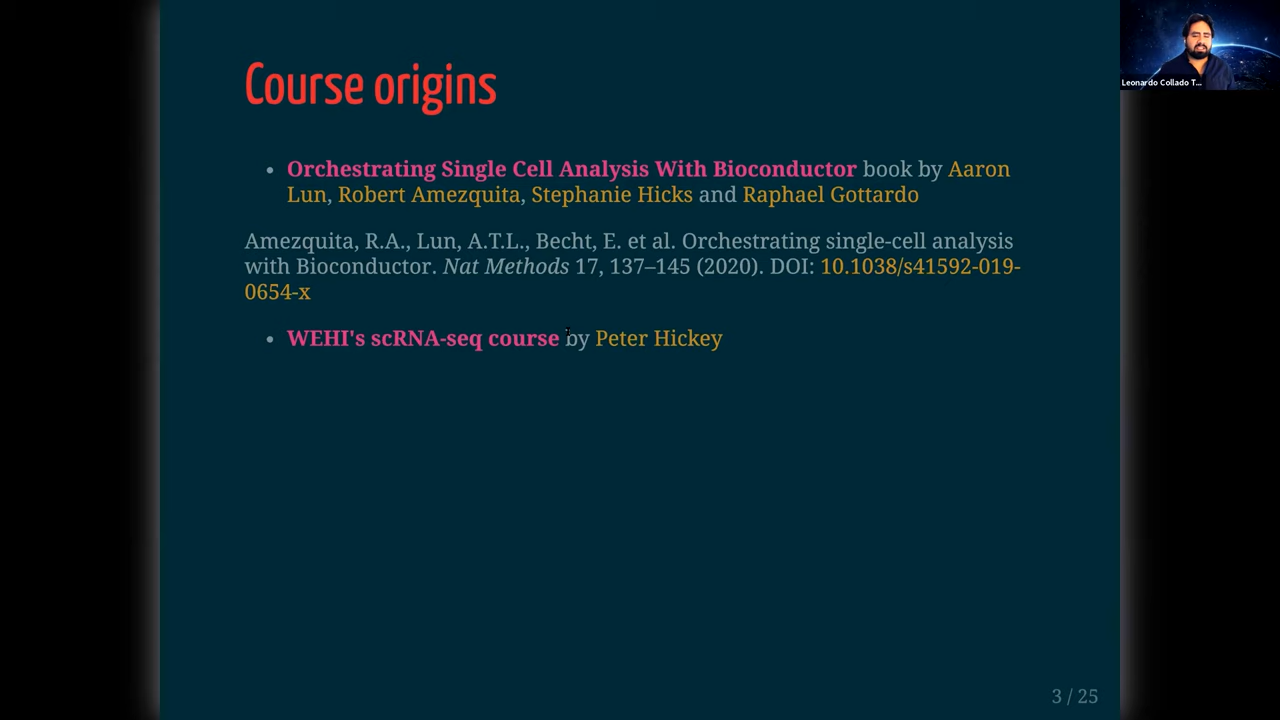 Course origins
Leonardo Collado T...
• Orchestrating Single Cell Analysis With Bioconductor book by Aaron
Lun, Robert Amezquita, Stephanie Hicks and Raphael Gottardo
Amezquita, R.A., Lun, A.T.L., Becht, E. et al. Orchestrating single-cell analysis
with Bioconductor. Nat Methods 17, 137–145 (2020). DOI: 10.1038/s41592-019-
0654-x
• WEHI's scRNA-seq course by Peter Hickey
3 / 25